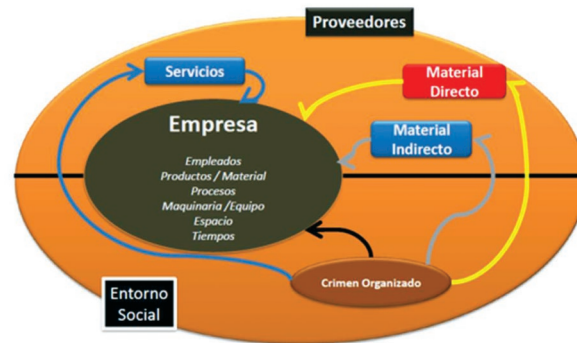 Proveedores
Servicios
Material
Directo
Empresa
Material
Indirecto
Empleados
Productos / Material
Procesos
Maquinaria /Equipo
Espacio
Tiempos
Crimen Organizado
Entorno
Social